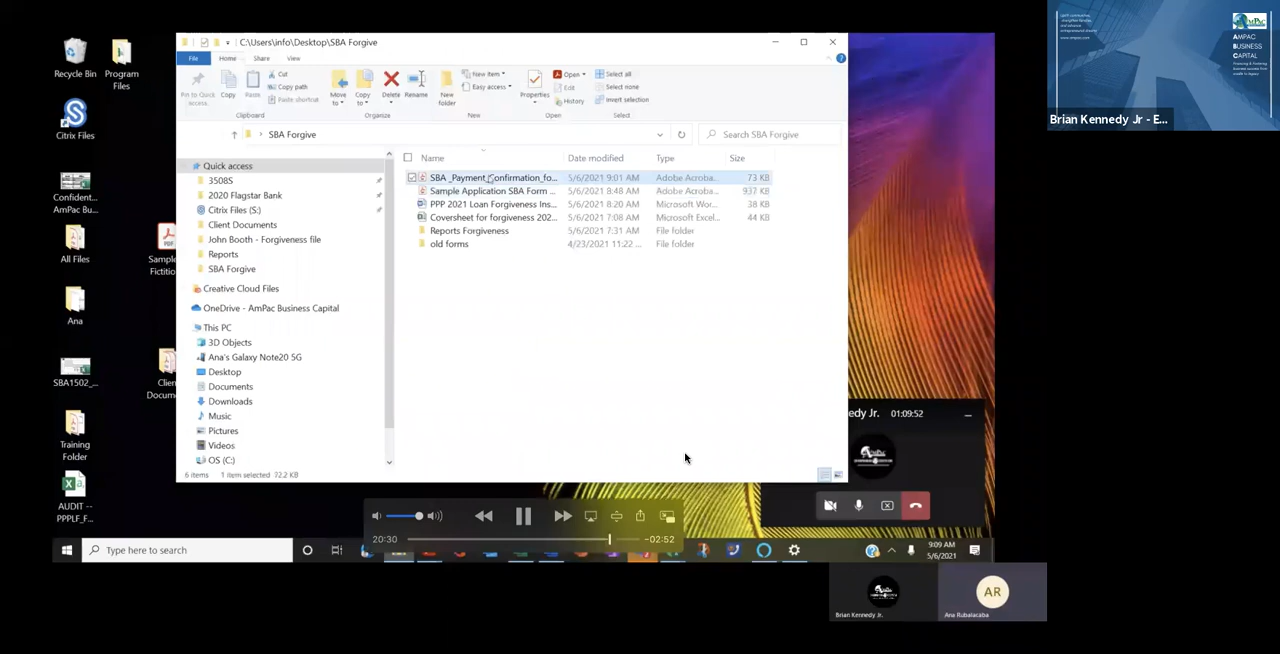 C:\Users\info\Desktop\SBA Forgive
File
Home
Share
View
Pin to Quick access
Copy
Paste
Cut
Copy path
Paste shortcut
Clipboard
Move to
Copy to
Delete
Rename
Organize
New folder
New item
Easy access
New
Properties
Open
Edit
History
Open
Select all
Select none
Invert selection
Select
SBA Forgive
Search SBA Forgive
Quick access
3508S
2020 Flagstar Bank
Citrix Files (S:)
Client Documents
John Booth - Forgiveness file
Reports
SBA Forgive
Creative Cloud Files
OneDrive - AmPac Business Capital
This PC
3D Objects
Ana's Galaxy Note20 5G
Desktop
Documents
Downloads
Music
Pictures
Videos
OS (C:)
Name Date modified Type Size
SBA _Payment_Confirmation_fo... 5/6/2021 9:01 AM Adobe Acroba... 73 KB
Sample Application SBA Form ... 5/6/2021 8:48 AM Adobe Acroba... 937 KB
PPP 2021 Loan Forgiveness Ins... 5/6/2021 8:20 AM Microsoft Wor... 38 KB
Coversheet for forgiveness 202... 5/6/2021 7:08 AM Microsoft Excel... 44 KB
Reports Forgiveness 5/6/2021 7:31 AM File folder
old forms 4/23/2021 11:22 ... File folder
6 items 1 item selected 72.2 KB
Recycle Bin
Program Files
Citrix Files
Confident...
AmPac Bu...
All Files
Sample
Fictitio
Ana
SBA1502_...
Client
Docume
Training
Folder
AUDIT --
PPPLF_F...
edy Jr. 01:09:52
20:30
-02:52
Type here to search
9:09 AM
5/6/2021
Brian Kennedy Jr.
AR
Ana Rubalacaba
AMPAC
BUSINESS
CAPITAL
Brian Kennedy Jr - E...